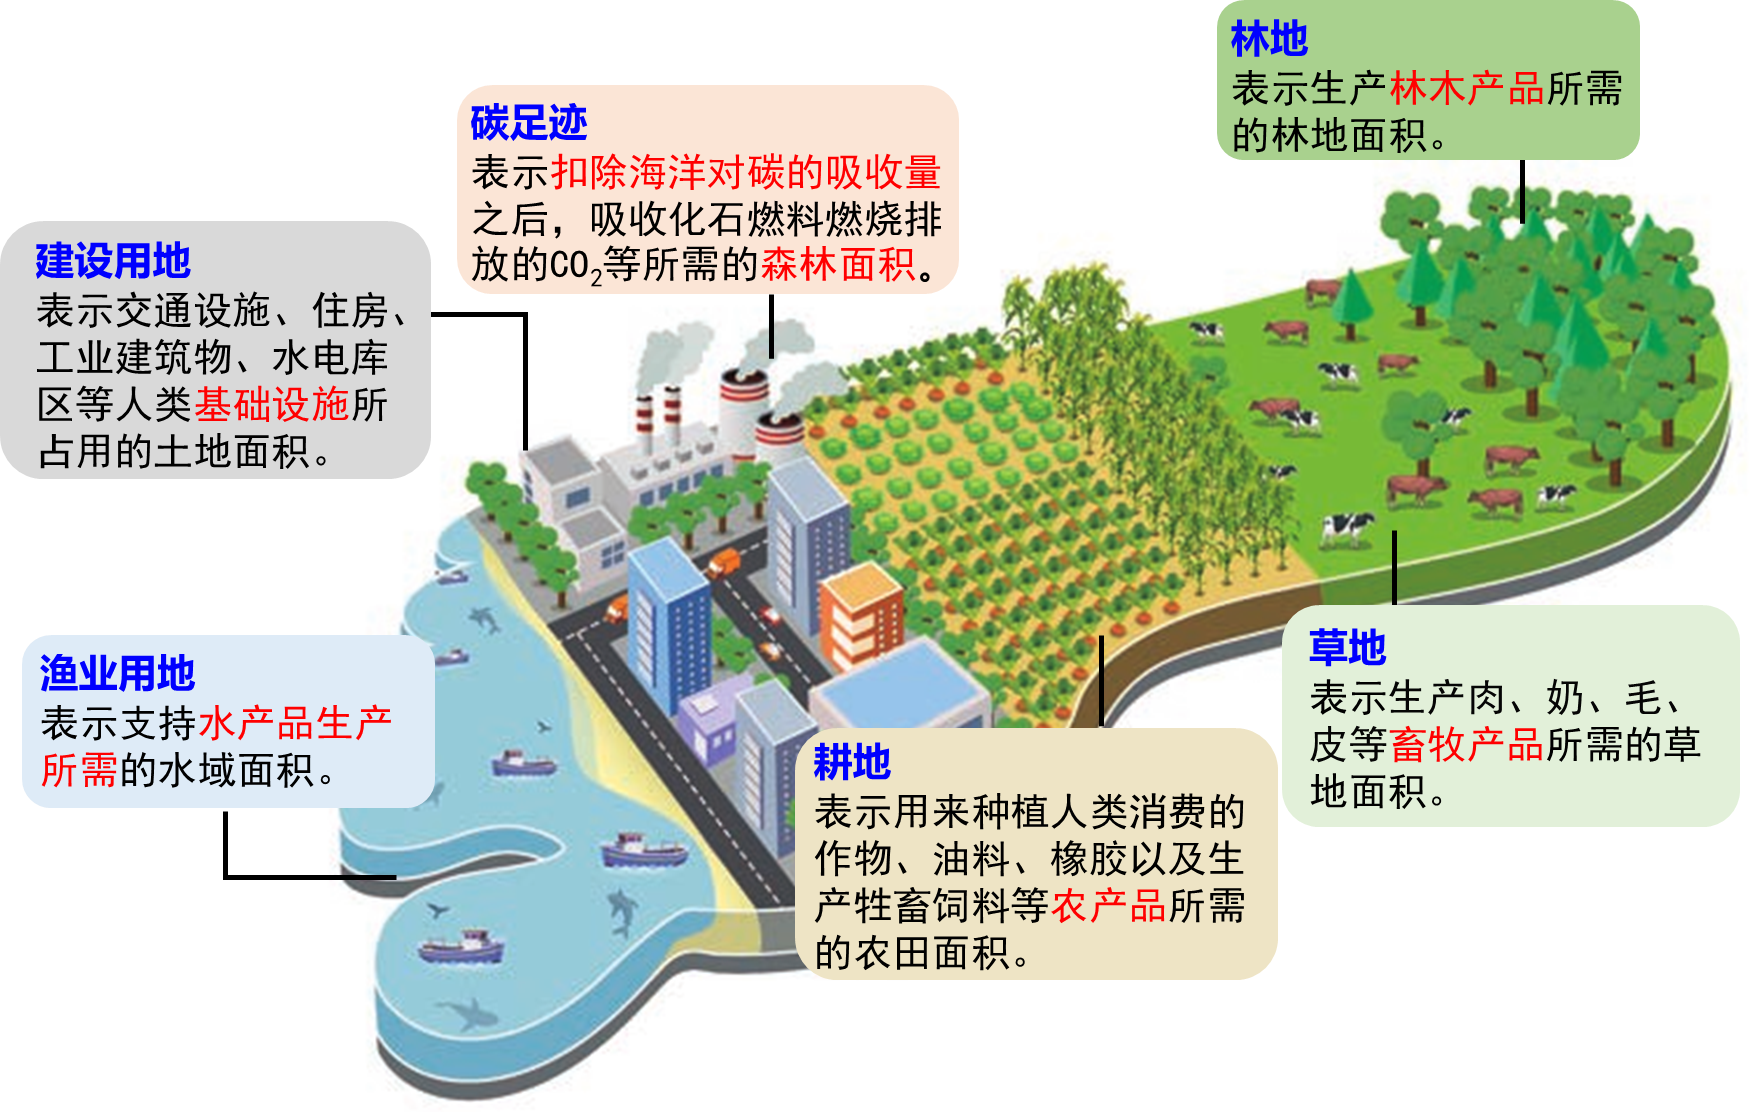 林地
表示生产林木产品所需
的林地面积。
碳足迹
表示扣除海洋对碳的吸收量
之后，吸收化石燃料燃烧排
放的CO₂等所需的森林面积。
建设用地
表示交通设施、住房、
工业建筑物、水电库
区等人类基础设施所
占用的土地面积。
渔业用地
表示支持水产品生产
所需的水域面积。
草地
表示生产肉、奶、毛、
皮等畜牧产品所需的草
地面积。
耕地
表示用来种植人类消费的
作物、油料、橡胶以及生
产牲畜饲料等农产品所需
的农田面积。